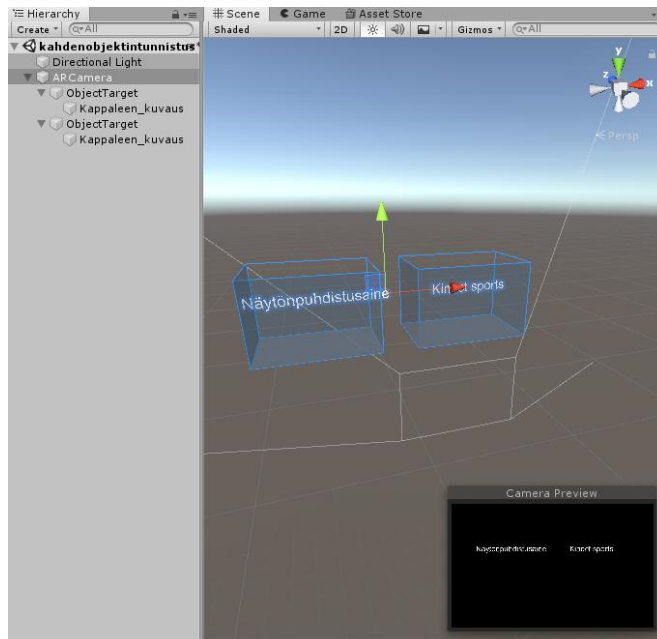 Hierarchy
Create All
kahdenobjektintunnistus*
Directional Light
ARCamera
ObjectTarget
Kappaleen_kuvaus
ObjectTarget
Kappaleen_kuvaus
Scene Game Asset Store
Shaded 2D Gizmos All
y
z x
Persp
Näytönpuhdistusaine
Kinect sports
Camera Preview
Näytönpuhdistusaine Kinect sports